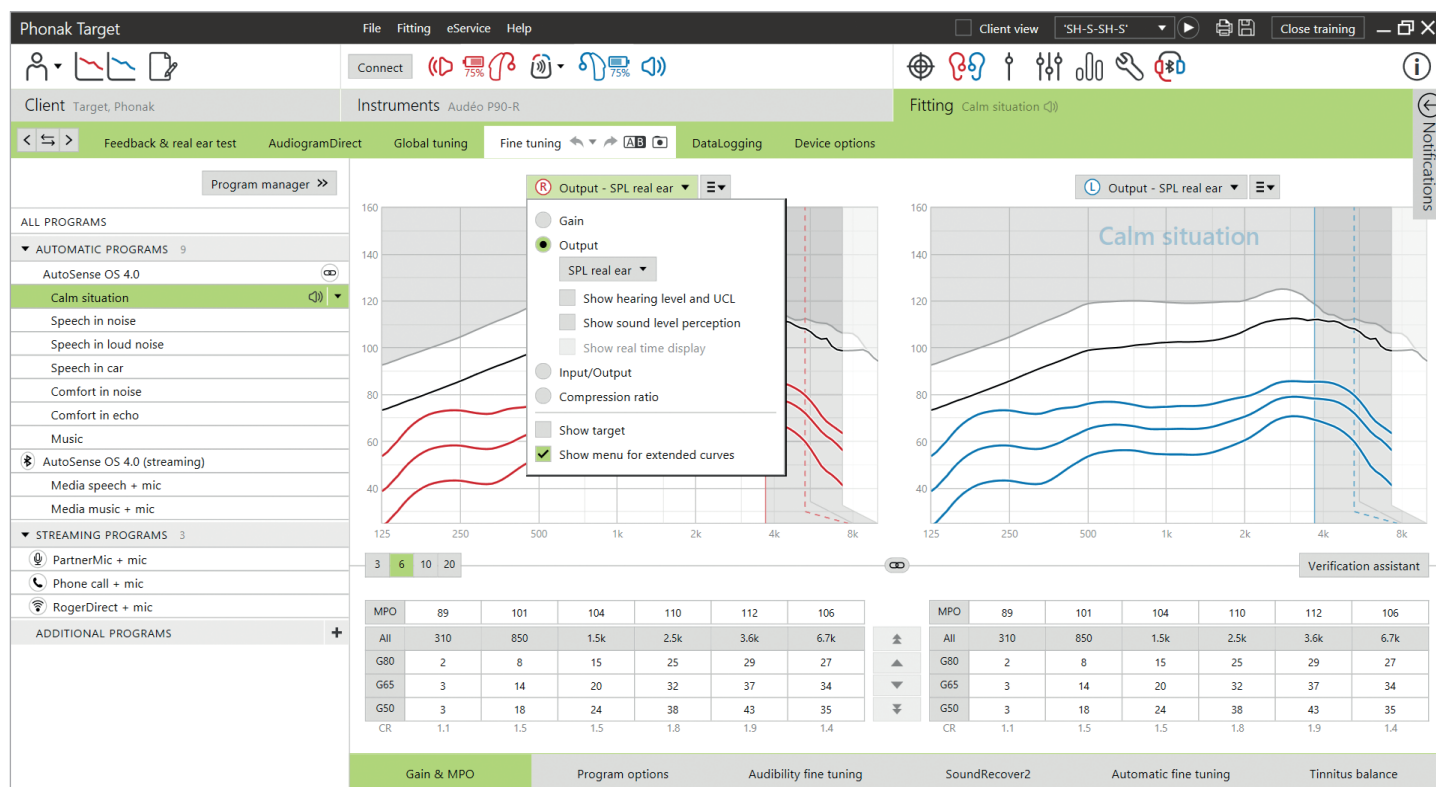 Phonak Target
File Fitting eService Help
Client view 'SH-S-SH-S' Close training
Connect 75% 75%
Client Target, Phonak
Instruments Audéo P90-R
Fitting Calm situation
Notifications
Feedback & real ear test AudiogramDirect Global tuning Fine tuning AB DataLogging Device options
Program manager
ALL PROGRAMS
AUTOMATIC PROGRAMS 9
AutoSense OS 4.0
Calm situation
Speech in noise
Speech in loud noise
Speech in car
Comfort in noise
Comfort in echo
Music
AutoSense OS 4.0 (streaming)
Media speech + mic
Media music + mic
STREAMING PROGRAMS 3
PartnerMic + mic
Phone call + mic
RogerDirect + mic
ADDITIONAL PROGRAMS
R Output - SPL real ear
Gain
Output
SPL real ear
Show hearing level and UCL
Show sound level perception
Show real time display
Input/Output
Compression ratio
Show target
Show menu for extended curves
160
140
120
100
80
60
40
125 250 500 1k 2k 4k 8k
L Output - SPL real ear
Calm situation
160
140
120
100
80
60
40
125 250 500 1k 2k 4k 8k
3 6 10 20
Verification assistant
MPO 89 101 104 110 112 106
All 310 850 1.5k 2.5k 3.6k 6.7k
G80 2 8 15 25 29 27
G65 3 14 20 32 37 34
G50 3 18 24 38 43 35
CR 1.1 1.5 1.5 1.8 1.9 1.4
MPO 89 101 104 110 112 106
All 310 850 1.5k 2.5k 3.6k 6.7k
G80 2 8 15 25 29 27
G65 3 14 20 32 37 34
G50 3 18 24 38 43 35
CR 1.1 1.5 1.5 1.8 1.9 1.4
Gain & MPO Program options Audibility fine tuning SoundRecover2 Automatic fine tuning Tinnitus balance